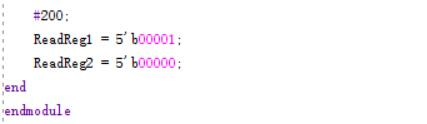 #200;
ReadReg1 = 5'b00001;
ReadReg2 = 5'b00000;
end
endmodule